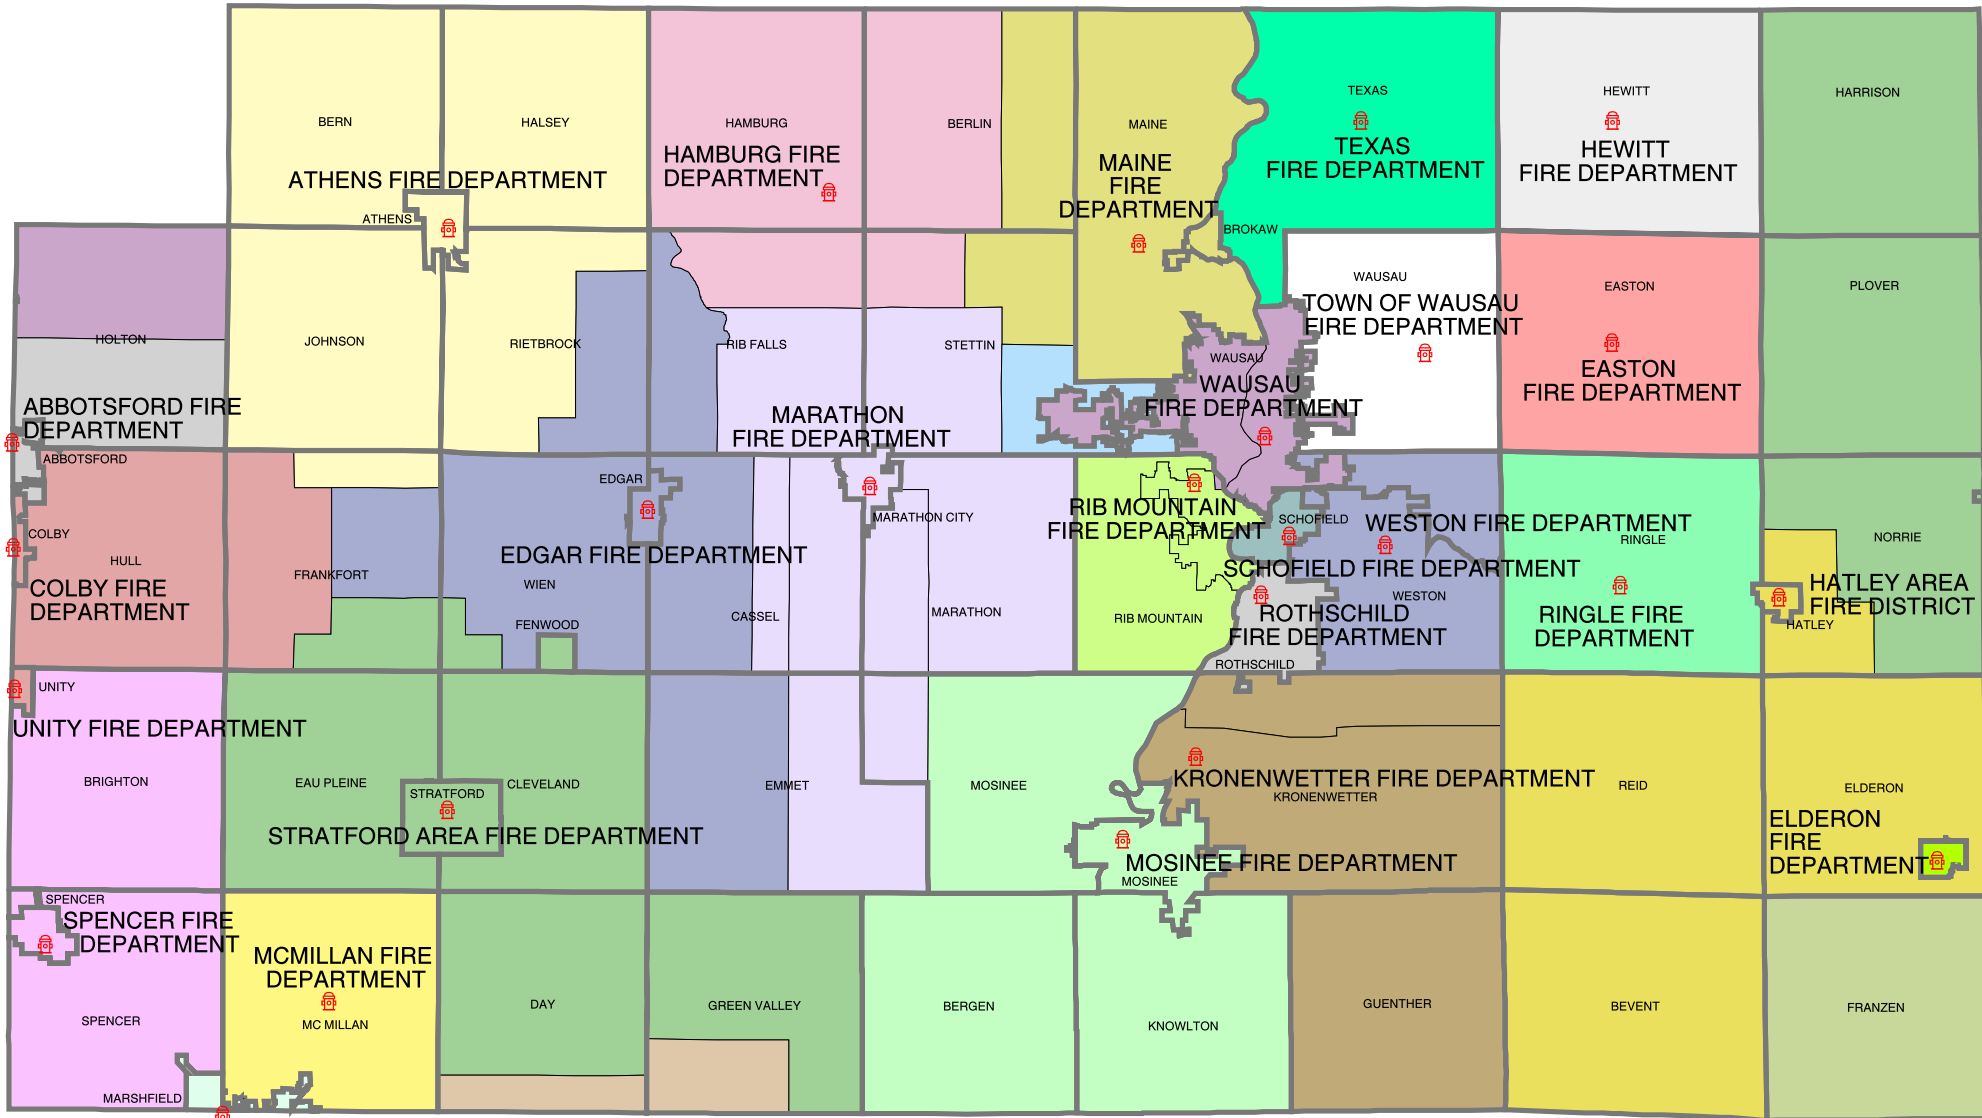 BERN
HALSEY
ATHENS FIRE DEPARTMENT
ATHENS
HAMBURG
HAMBURG FIRE
DEPARTMENT
BERLIN
MAINE
MAINE
FIRE
DEPARTMENT
TEXAS
TEXAS
FIRE DEPARTMENT
BROKAW
HEWITT
HEWITT
FIRE DEPARTMENT
HARRISON
HOLTON
JOHNSON
RIETBROCK
RIB FALLS
STETTIN
MARATHON
FIRE DEPARTMENT
WAUSAU
WAUSAU
FIRE DEPARTMENT
WAUSAU
TOWN OF WAUSAU
FIRE DEPARTMENT
EASTON
EASTON
FIRE DEPARTMENT
PLOVER
ABBOTSFORD FIRE
DEPARTMENT
ABBOTSFORD
COLBY
HULL
COLBY FIRE
DEPARTMENT
FRANKFORT
EDGAR
EDGAR FIRE DEPARTMENT
WIEN
FENWOOD
CASSEL
MARATHON CITY
MARATHON
RIB MOUNTAIN
FIRE DEPARTMENT
RIB MOUNTAIN
SCHOFIELD
WESTON FIRE DEPARTMENT
SCHOFIELD FIRE DEPARTMENT
WESTON
ROTHSCHILD
FIRE DEPARTMENT
ROTHSCHILD
RINGLE
RINGLE FIRE
DEPARTMENT
NORRIE
HATLEY AREA
FIRE DISTRICT
HATLEY
UNITY
UNITY FIRE DEPARTMENT
BRIGHTON
EAU PLEINE
STRATFORD
CLEVELAND
STRATFORD AREA FIRE DEPARTMENT
EMMET
MOSINEE
KRONENWETTER FIRE DEPARTMENT
KRONENWETTER
MOSINEE FIRE DEPARTMENT
MOSINEE
REID
ELDERON
ELDERON
FIRE
DEPARTMENT
SPENCER
SPENCER FIRE
DEPARTMENT
SPENCER
MARSHFIELD
MCMILLAN FIRE
DEPARTMENT
MC MILLAN
DAY
GREEN VALLEY
BERGEN
KNOWLTON
GUENTHER
BEVENT
FRANZEN